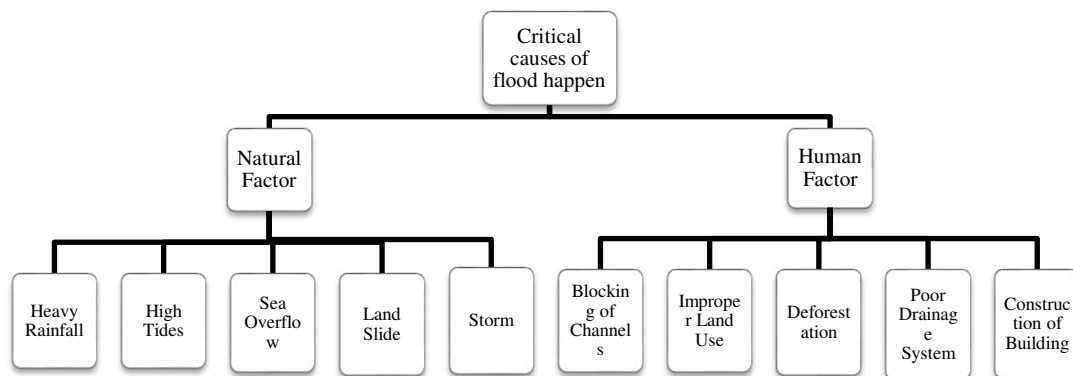 Critical
causes of
flood happen
Natural
Factor
Human
Factor
Heavy
Rainfall
High
Tides
Sea
Overflo
w
Land
Slide
Storm
Blockin
g of
Channel
s
Imprope
r Land
Use
Deforest
ation
Poor
Drainag
e
System
Construc
tion of
Building